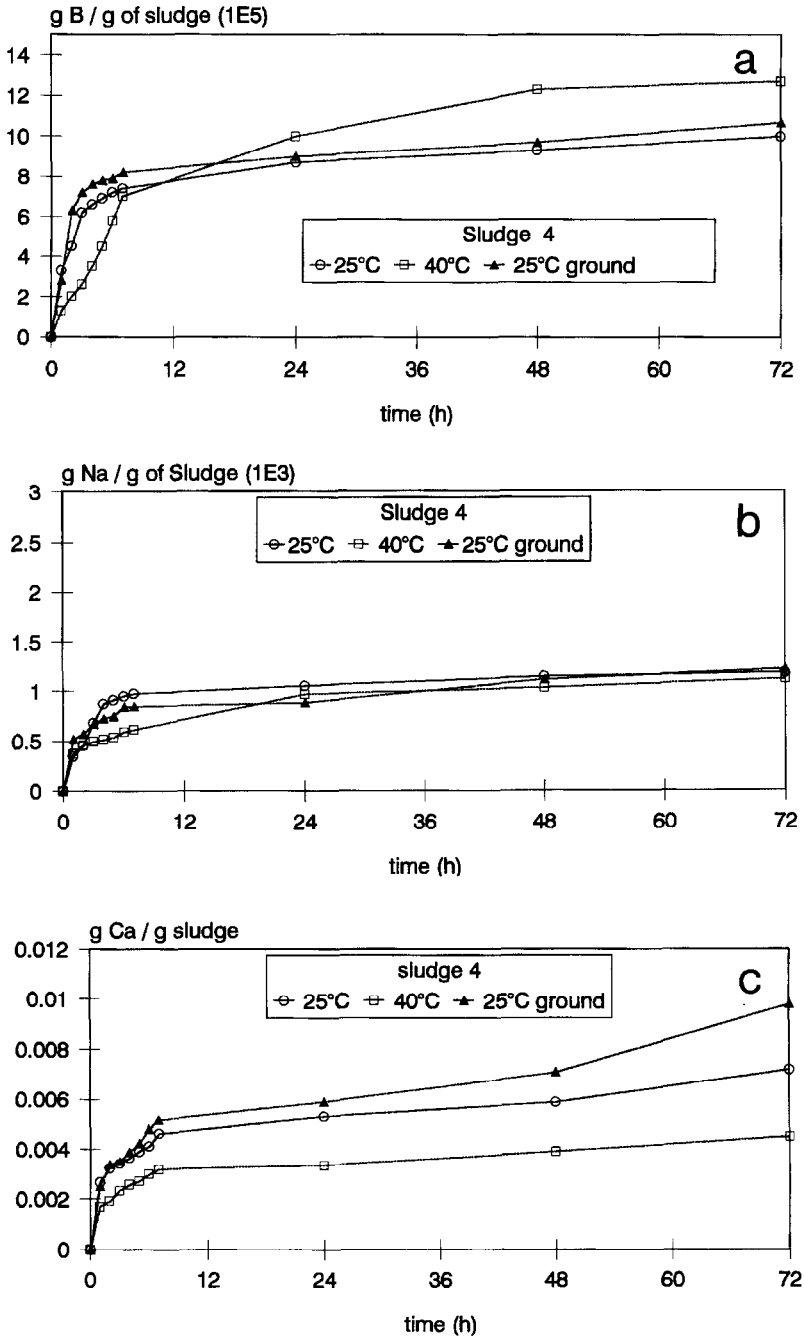 g B / g of sludge (1E5)
a
14
12
10
8
6
4
2
0
Sludge 4
25°C 40°C 25°C ground
0 12 24 36 48 60 72
time (h)
g Na / g of Sludge (1E3)
b
3
2.5
2
1.5
1
0.5
0
Sludge 4
25°C 40°C 25°C ground
0 12 24 36 48 60 72
time (h)
g Ca / g sludge
c
0.012
0.01
0.008
0.006
0.004
0.002
0
sludge 4
25°C 40°C 25°C ground
0 12 24 36 48 60 72
time (h)